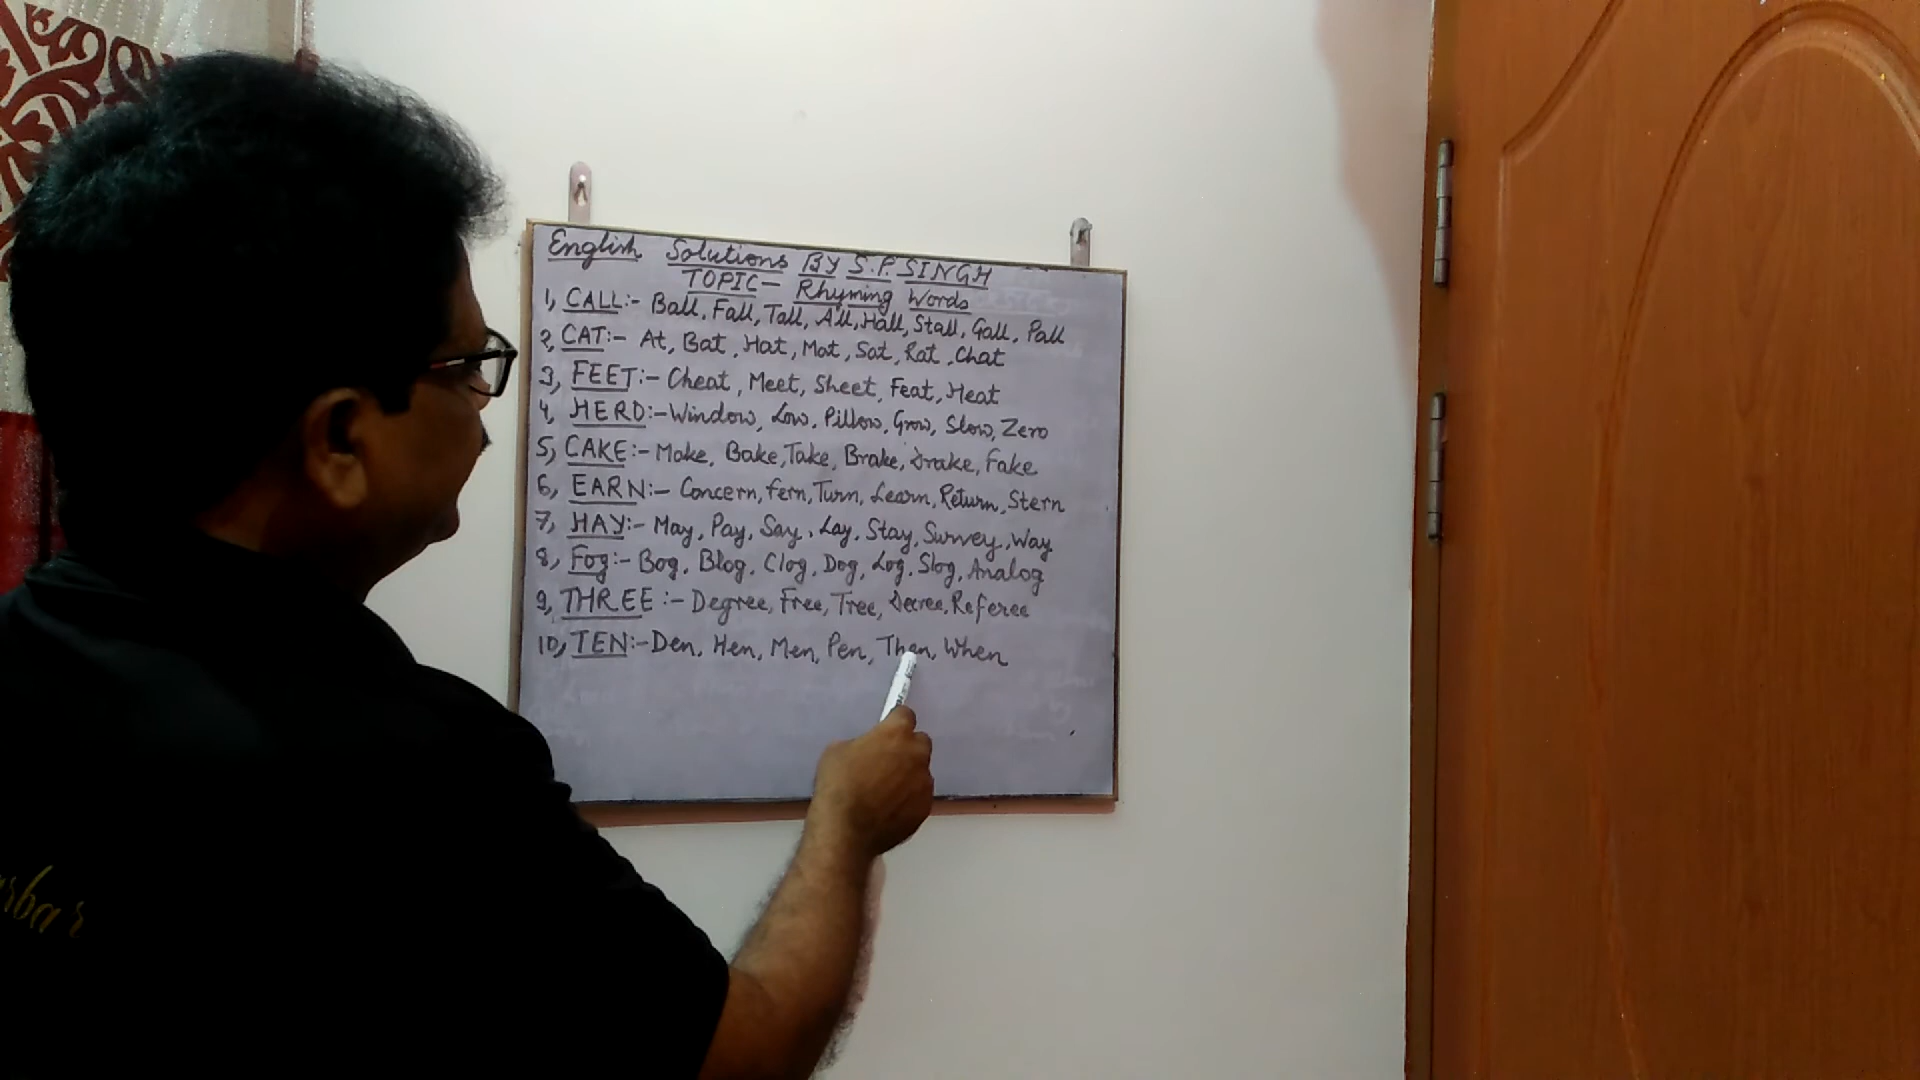 English Solutions BY S.P. SINGH
TOPIC- Rhyming Words
1, CALL:- Ball, Fall, Tall, All, Hall, Stall, Gall, Pall
2, CAT:- At, Bat, Hat, Mat, Sat, Rat, Chat
3, FEET:- Cheat, Meet, Sheet, Feat, Heat
4, HERO:- Window, Low, Pillow, Grow, Slow, Zero
5, CAKE:- Make, Bake, Take, Brake, Drake, Fake
6, EARN:- Concern, Fern, Turn, Learn, Return, Stern
7, HAY:- May, Pay, Say, Lay, Stay, Survey, Way
8, Fog:- Bog, Blog, Clog, Dog, Log, Slog, Analog
9, THREE:- Degree, Free, Tree, Decree, Referee
10, TEN:- Den, Hen, Men, Pen, Then, When